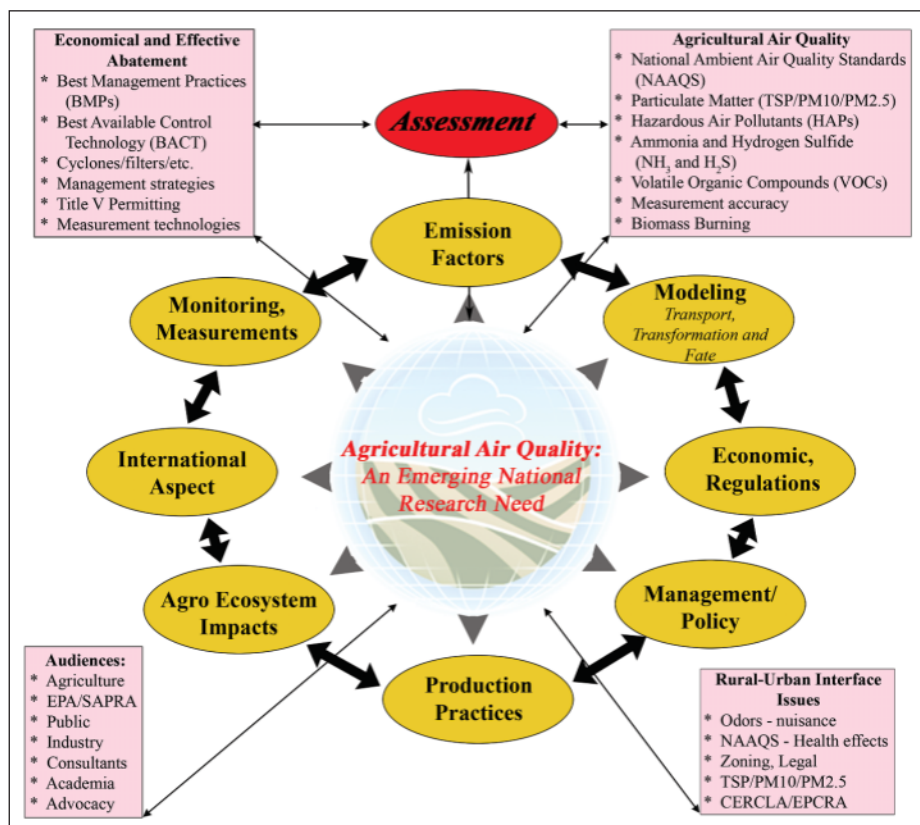 Economical and Effective
Abatement
* Best Management Practices
(BMPs)
* Best Available Control
Technology (BACT)
* Cyclones/filters/etc.
* Management strategies
* Title V Permitting
* Measurement technologies
Assessment
Agricultural Air Quality
* National Ambient Air Quality Standards
(NAAQS)
* Particulate Matter (TSP/PM10/PM2.5)
* Hazardous Air Pollutants (HAPs)
* Ammonia and Hydrogen Sulfide
(NH₃ and H₂S)
* Volatile Organic Compounds (VOCs)
* Measurement accuracy
* Biomass Burning
Emission
Factors
Monitoring,
Measurements
Modeling
Transport,
Transformation and
Fate
International
Aspect
Agricultural Air Quality:
An Emerging National
Research Need
Economic,
Regulations
Agro Ecosystem
Impacts
Management/
Policy
Production
Practices
Audiences:
* Agriculture
* EPA/SAPRA
* Public
* Industry
* Consultants
* Academia
* Advocacy
Rural-Urban Interface
Issues
* Odors - nuisance
* NAAQS - Health effects
* Zoning, Legal
* TSP/PM10/PM2.5
* CERCLA/EPCRA